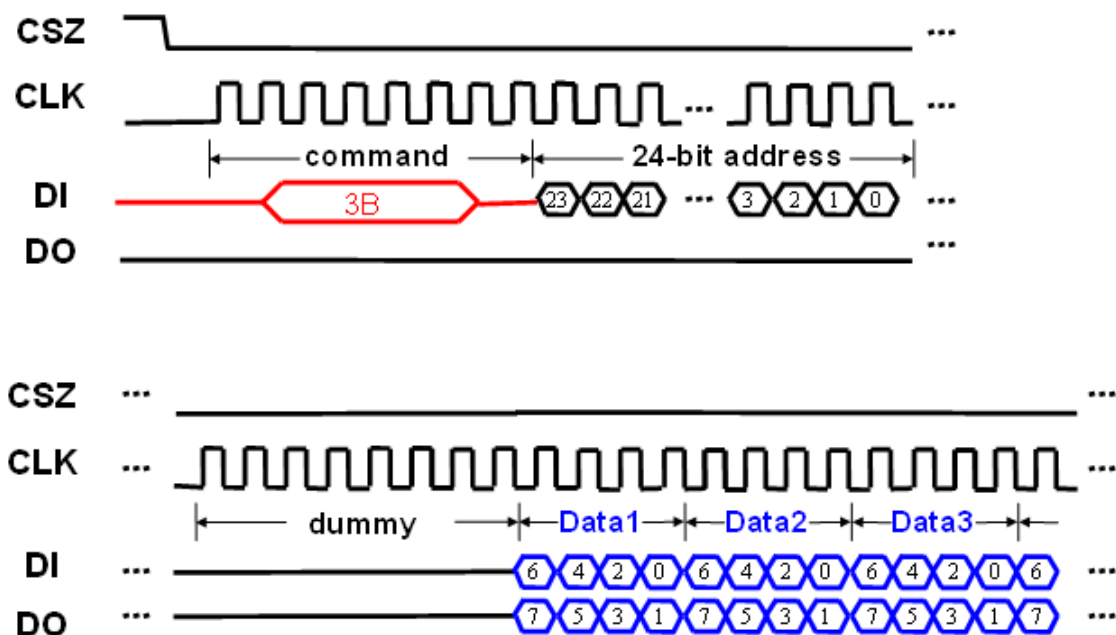 CSZ ...
CLK ... ...
command 24-bit address
DI 3B 23 22 21 ... 3 2 1 0 ...
DO ...
CSZ ... ...
CLK ... ...
dummy Data1 Data2 Data3
DI ... 6 4 2 0 6 4 2 0 6 4 2 0 6 ...
DO ... 7 5 3 1 7 5 3 1 7 5 3 1 7 ...